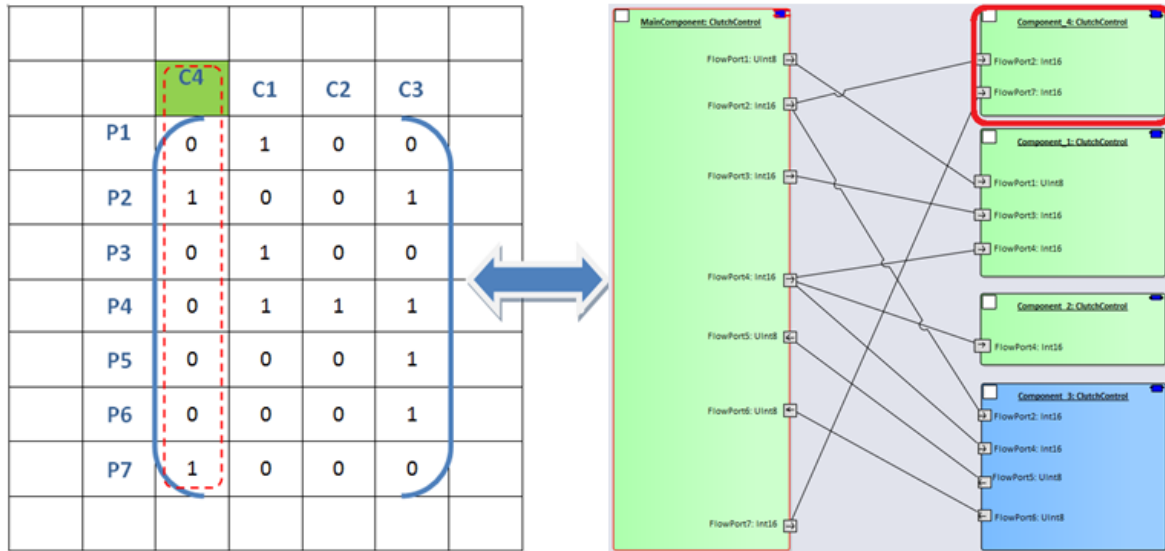 C4 C1 C2 C3
P1 0 1 0 0
P2 1 0 0 1
P3 0 1 0 0
P4 0 1 1 1
P5 0 0 0 1
P6 0 0 0 1
P7 1 0 0 0
MainComponent: ClutchControl
FlowPort1: UInt8
FlowPort2: Int16
FlowPort3: Int16
FlowPort4: Int16
FlowPort5: UInt8
FlowPort6: UInt8
FlowPort7: Int16
Component_4: ClutchControl
FlowPort2: Int16
FlowPort7: Int16
Component_1: ClutchControl
FlowPort1: UInt8
FlowPort3: Int16
FlowPort4: Int16
Component_2: ClutchControl
FlowPort4: Int16
Component_3: ClutchControl
FlowPort2: Int16
FlowPort4: Int16
FlowPort5: UInt8
FlowPort6: UInt8